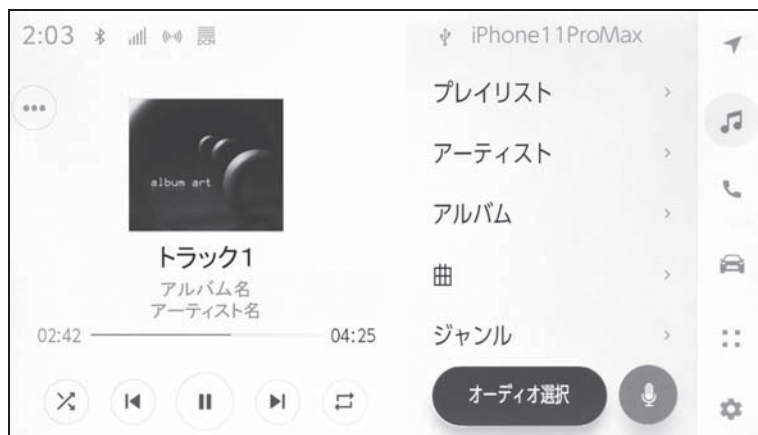 2:03
DCM
album art
トラック1
アルバム名
アーティスト名
02:42
04:25
iPhone11ProMax
プレイリスト
アーティスト
アルバム
曲
ジャンル
オーディオ選択